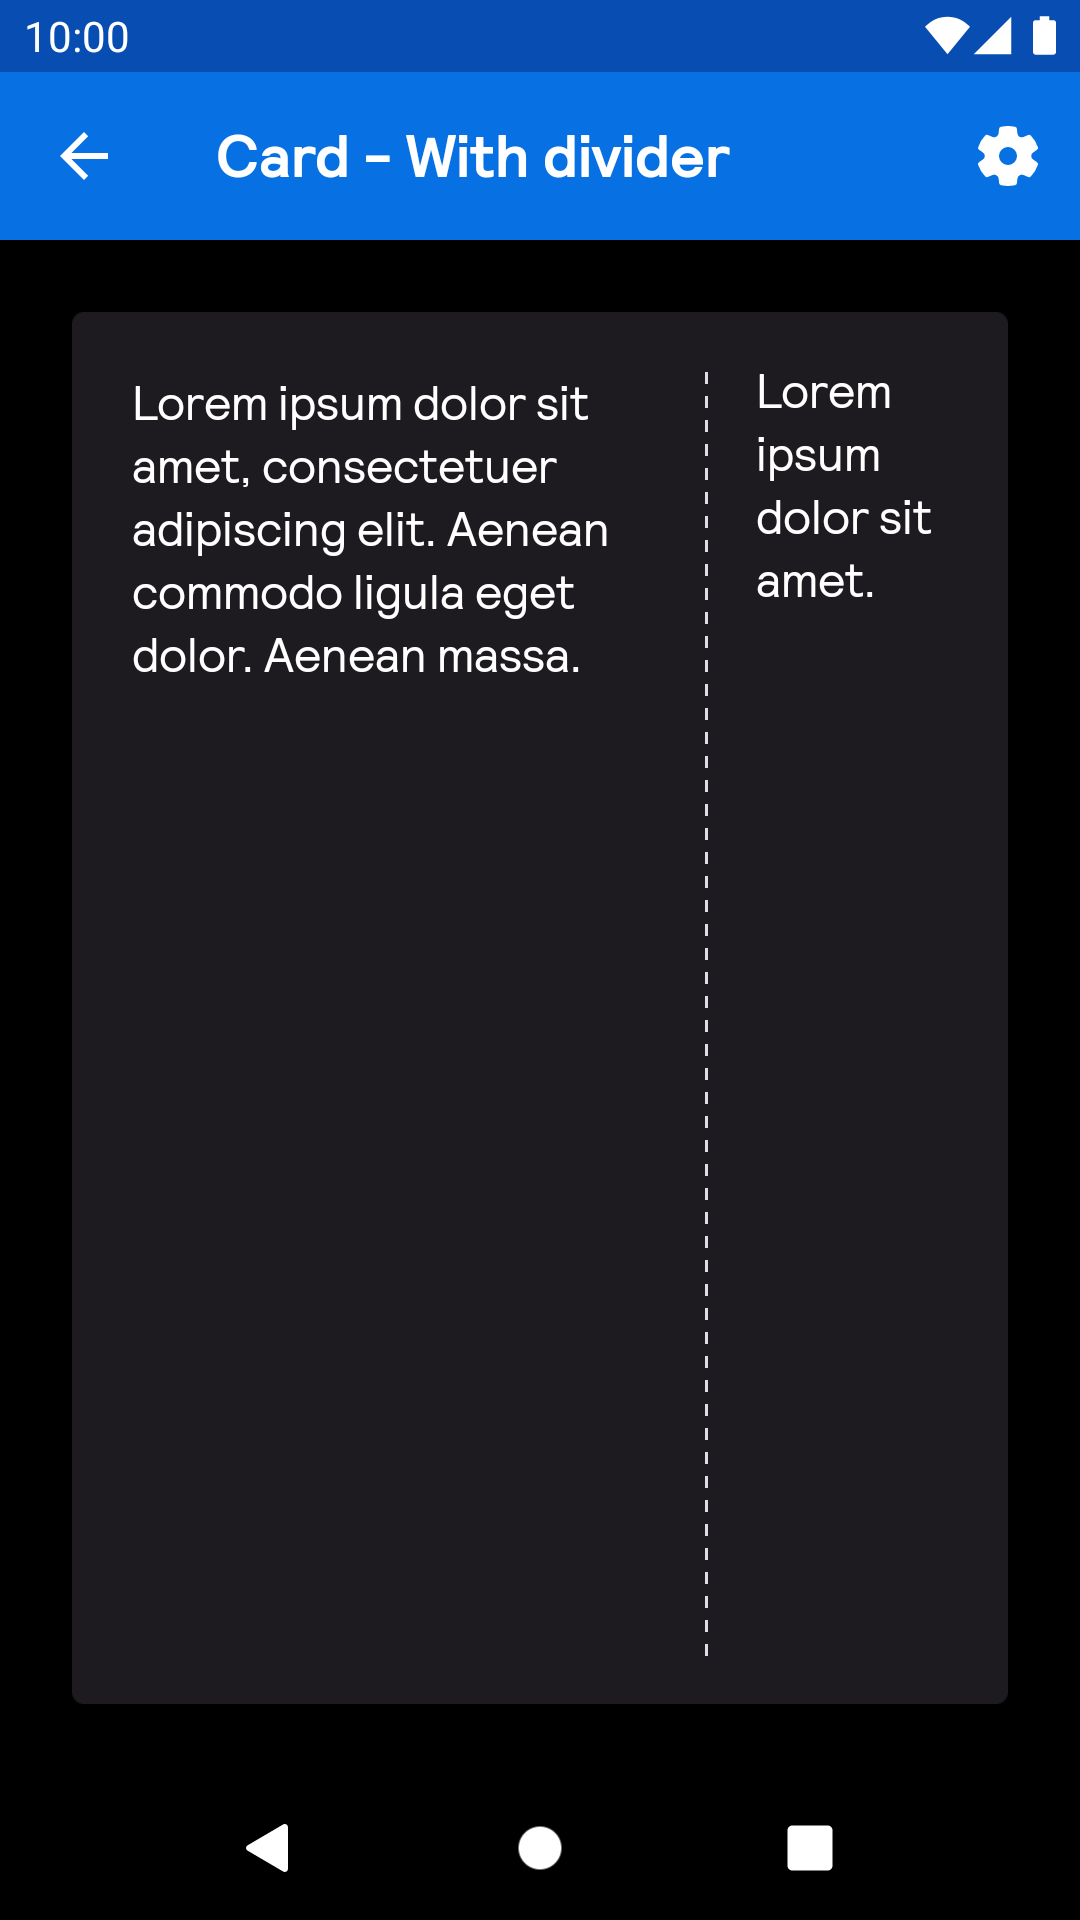 10:00
Card - With divider
Lorem ipsum dolor sit
amet, consectetuer
adipiscing elit. Aenean
commodo ligula eget
dolor. Aenean massa.
Lorem
ipsum
dolor sit
amet.